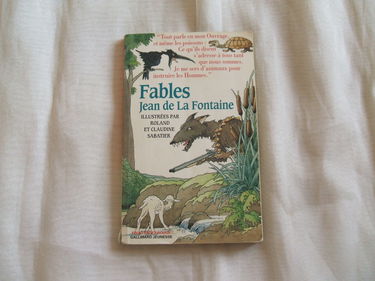 "Tout parle en mon Ouvrage,
et même les poissons :
Ce qu'ils disent
s'adresse à tous tant
que nous sommes.
Je me sers d'animaux pour
instruire les Hommes."
Fables
Jean de La Fontaine
ILLUSTRÉES PAR
ROLAND
ET CLAUDINE
SABATIER
GALLIMARD JEUNESSE